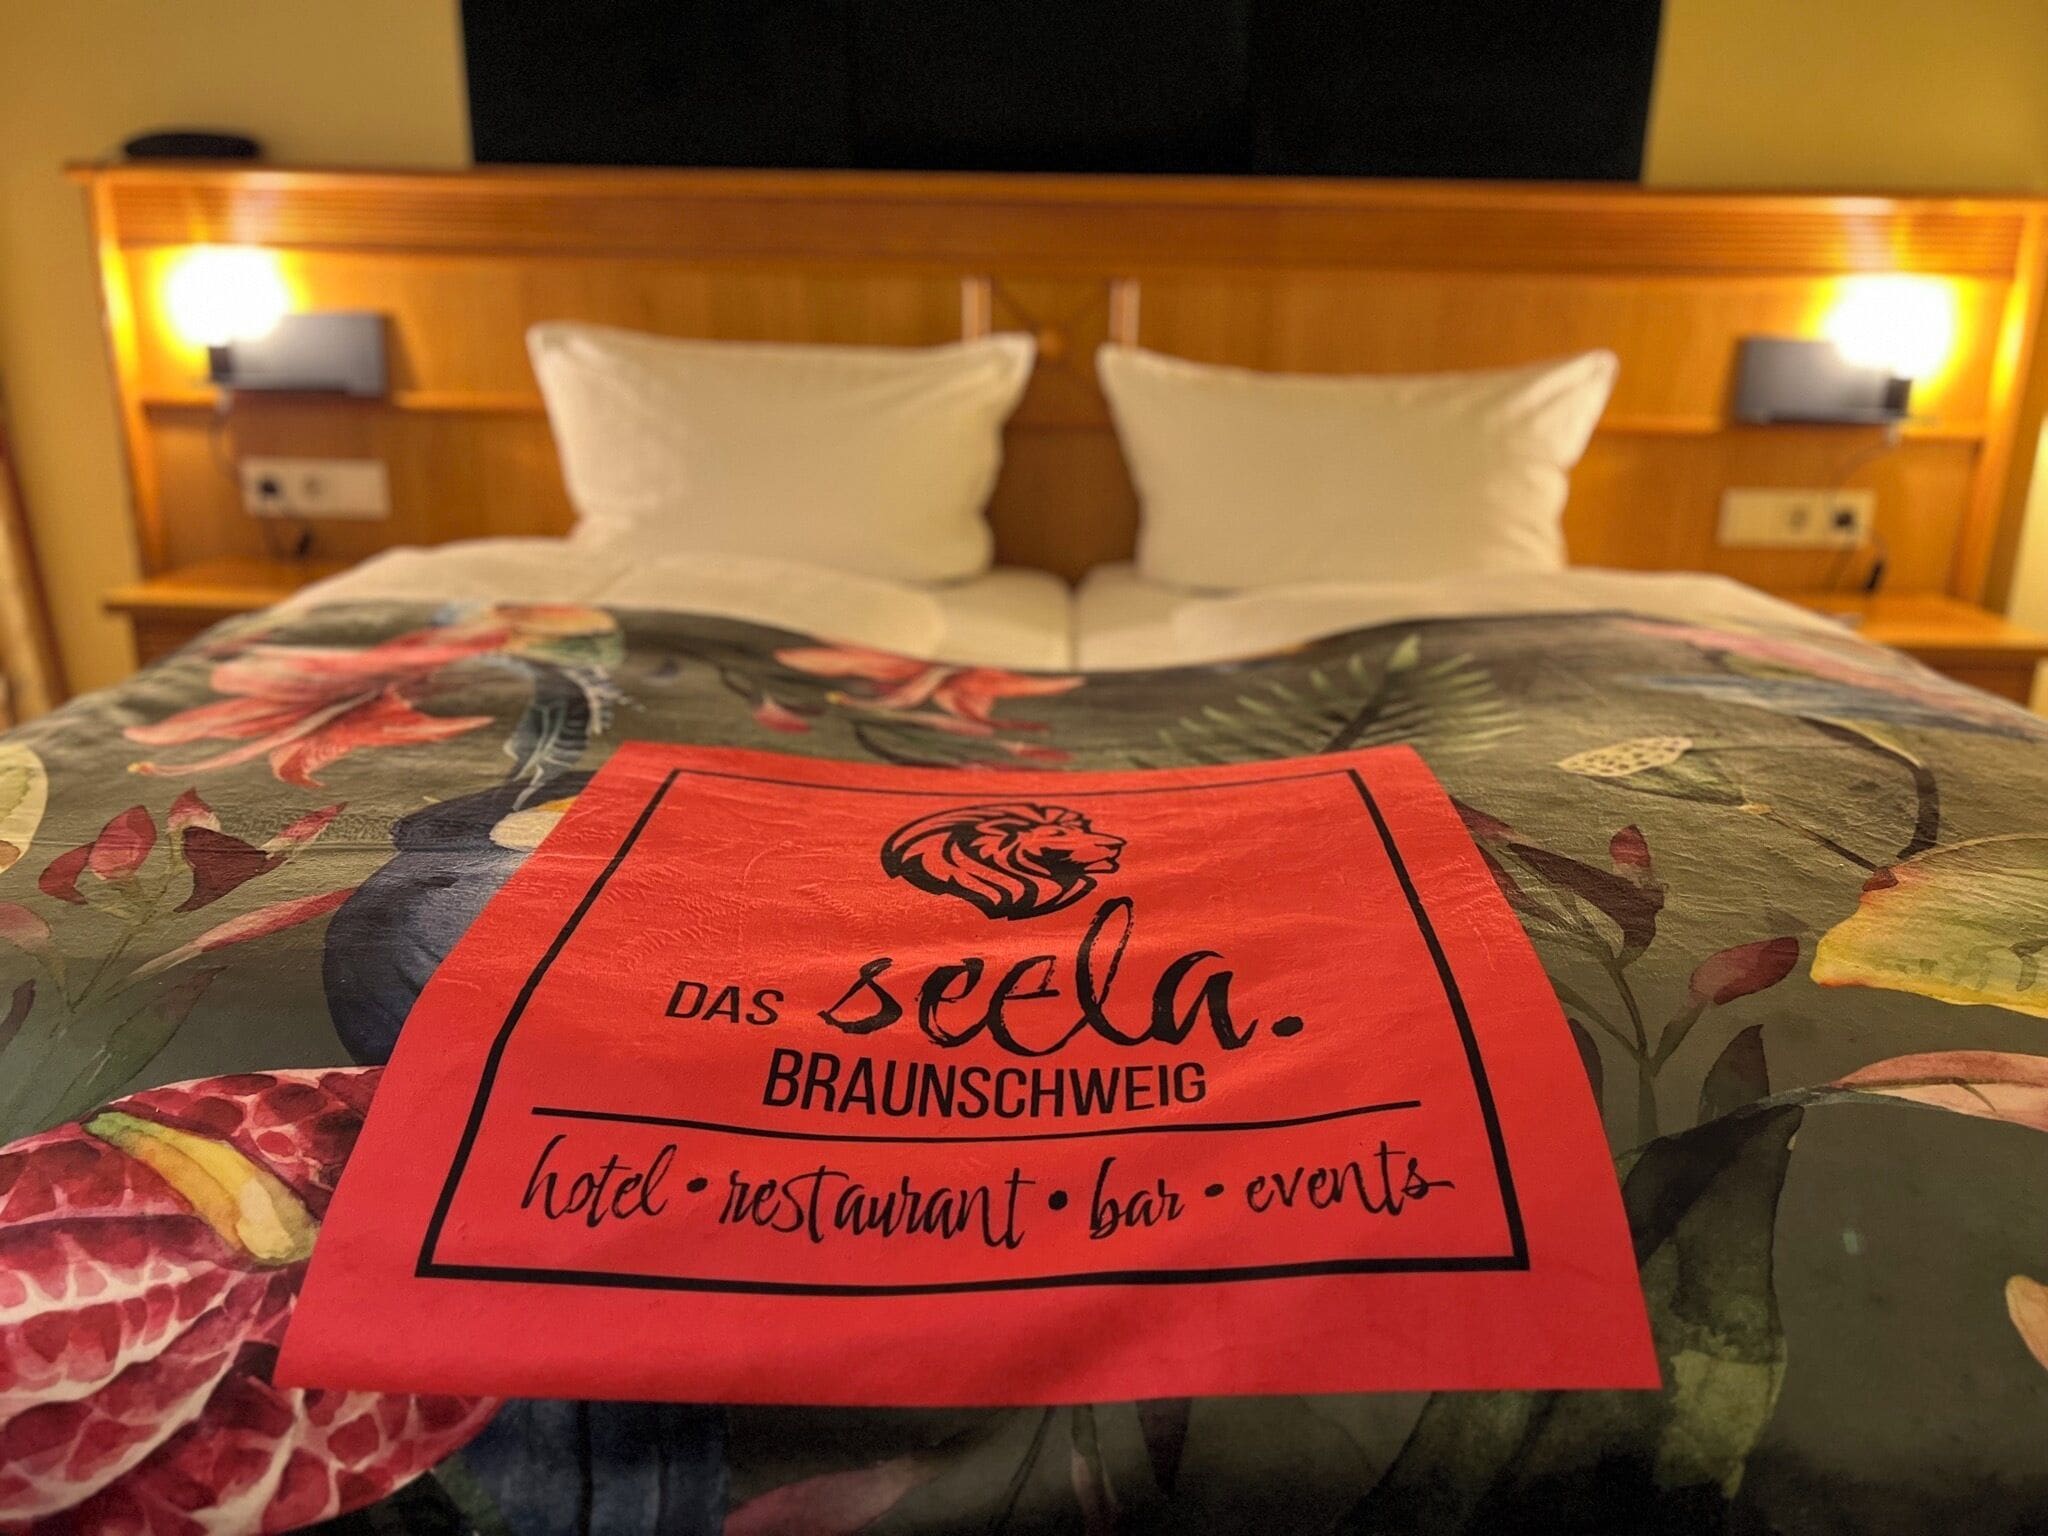 DAS seela.
BRAUNSCHWEIG
hotel • restaurant • bar • events